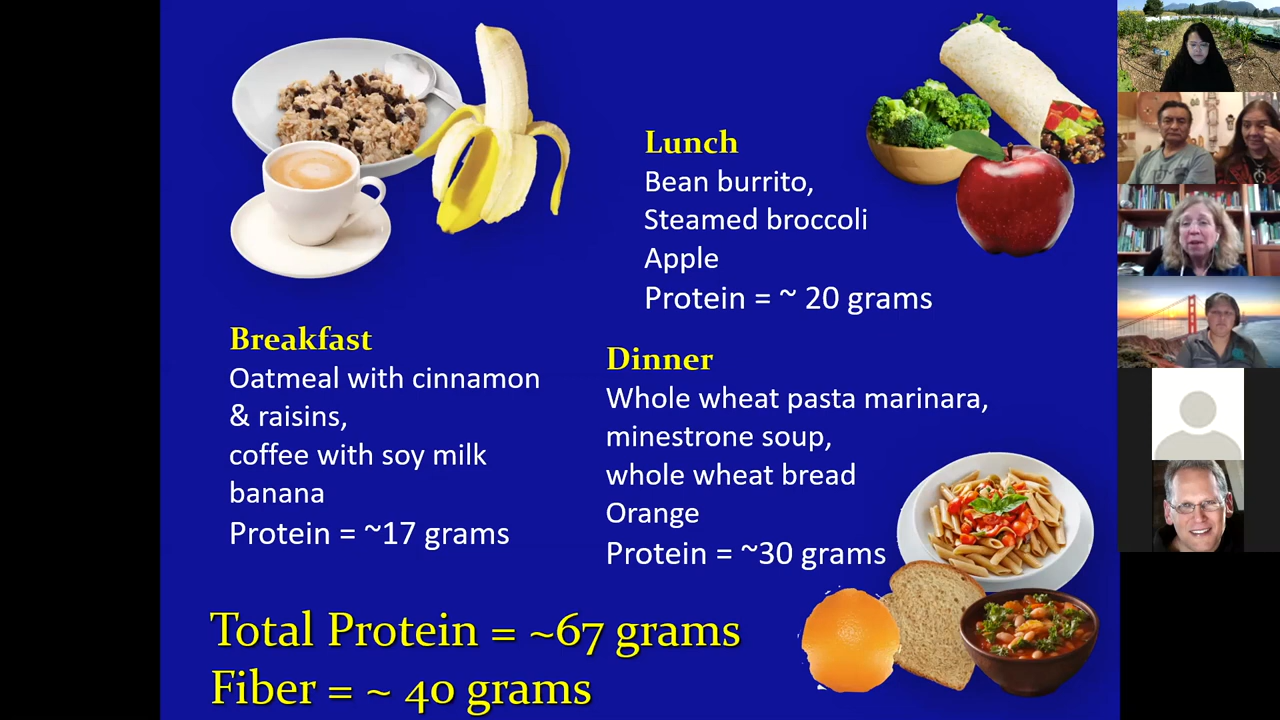 Breakfast
Oatmeal with cinnamon
& raisins,
coffee with soy milk
banana
Protein = ~17 grams
Lunch
Bean burrito,
Steamed broccoli
Apple
Protein = ~ 20 grams
Dinner
Whole wheat pasta marinara,
minestrone soup,
whole wheat bread
Orange
Protein = ~30 grams
Total Protein = ~67 grams
Fiber = ~ 40 grams